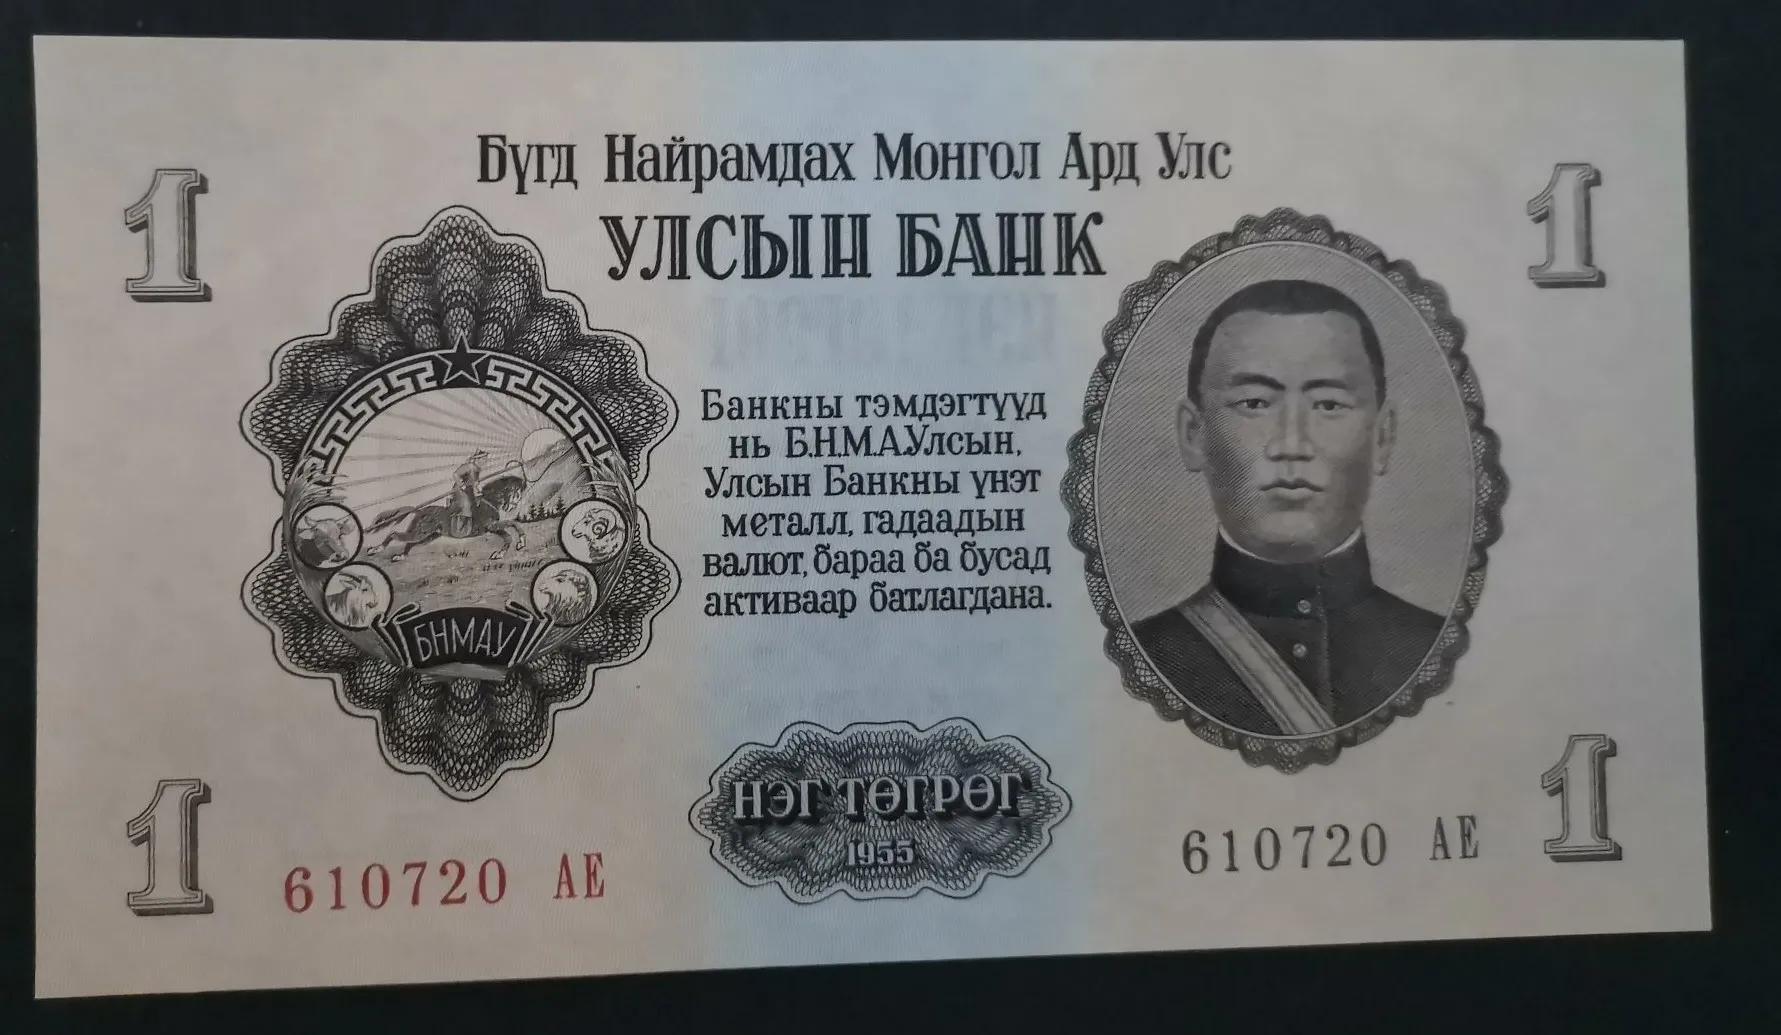 Бүгд Найрамдах Монгол Ард Улс
УЛСЫН БАНК
1
1
Банкны тэмдэгтүүд
нь Б.Н.М.А.Улсын,
Улсын Банкны үнэт
металл, гадаадын
валют, бараа ба бусад
активаар батлагдана.
БНМАУ
НЭГ ТӨГРӨГ
1955
1
1
610720 АЕ
610720 АЕ